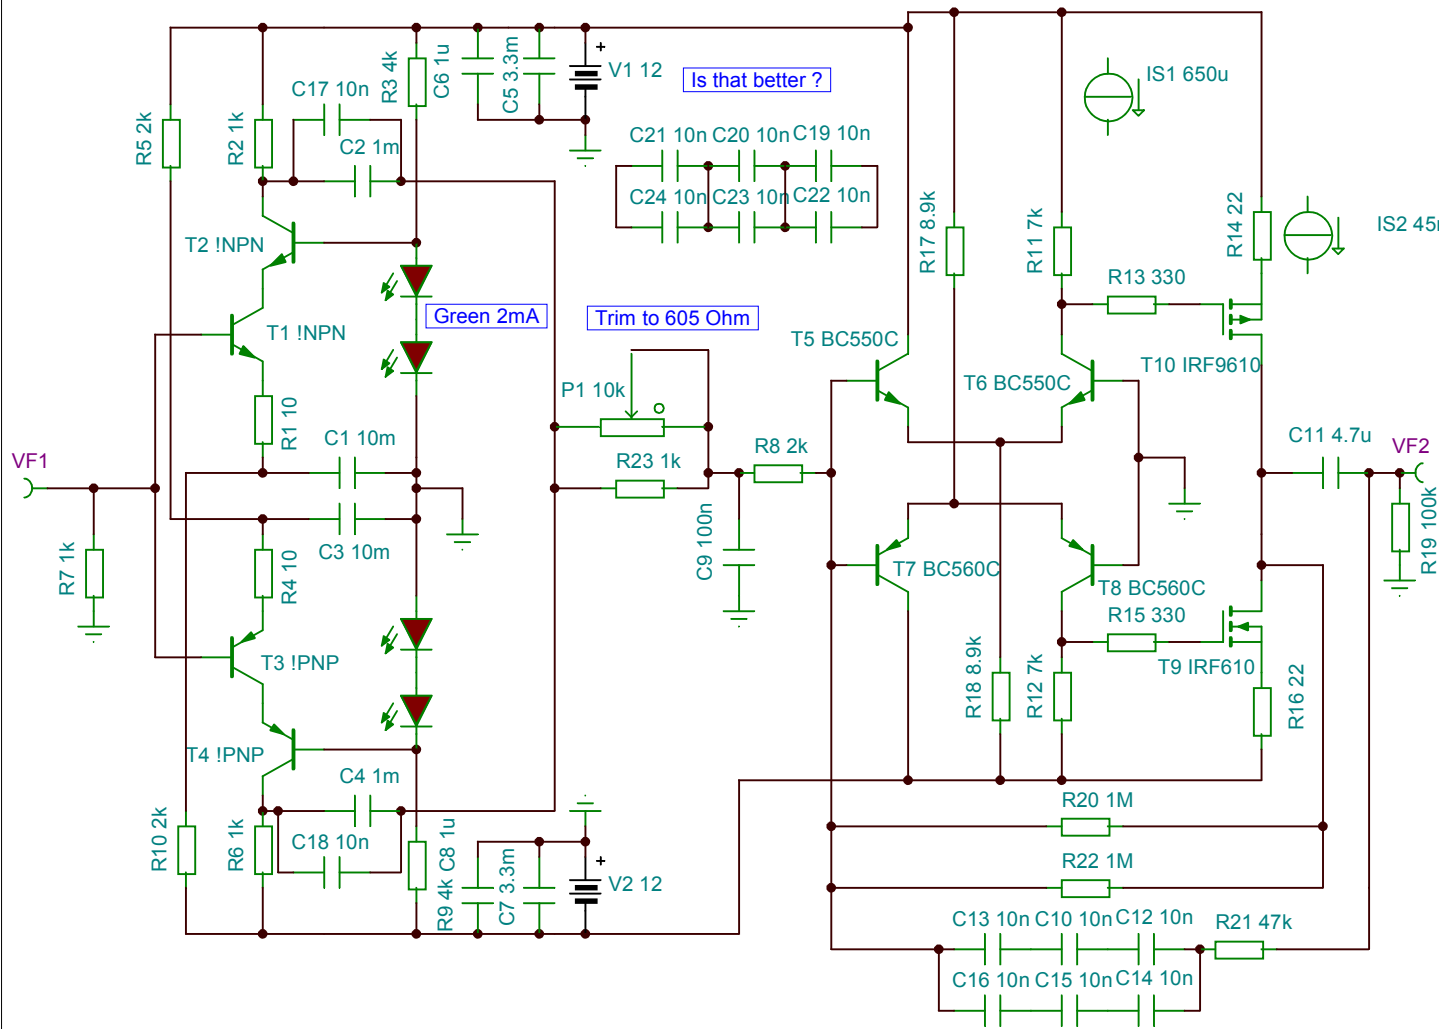 IS1 650u
V1 12
Is that better ?
C17 10n
R3 4k
C6 1u
C5 3.3m
R5 2k
R2 1k
C2 1m
C21 10n
C20 10n
C19 10n
C24 10n
C23 10n
C22 10n
R17 8.9k
R11 7k
R14 22
IS2 45
T2 !NPN
R13 330
T1 !NPN
Green 2mA
Trim to 605 Ohm
T5 BC550C
T6 BC550C
T10 IRF9610
P1 10k
R1 10
C1 10m
R23 1k
R8 2k
C11 4.7u
VF2
VF1
C3 10m
R7 1k
R4 10
C9 100n
T7 BC560C
T8 BC560C
R19 100k
R15 330
T3 !PNP
T9 IRF610
R18 8.9k
R12 7k
R16 22
T4 !PNP
C4 1m
R10 2k
R6 1k
C18 10n
R9 4k
C8 1u
C7 3.3m
V2 12
R20 1M
R22 1M
C13 10n
C10 10n
C12 10n
R21 47k
C16 10n
C15 10n
C14 10n